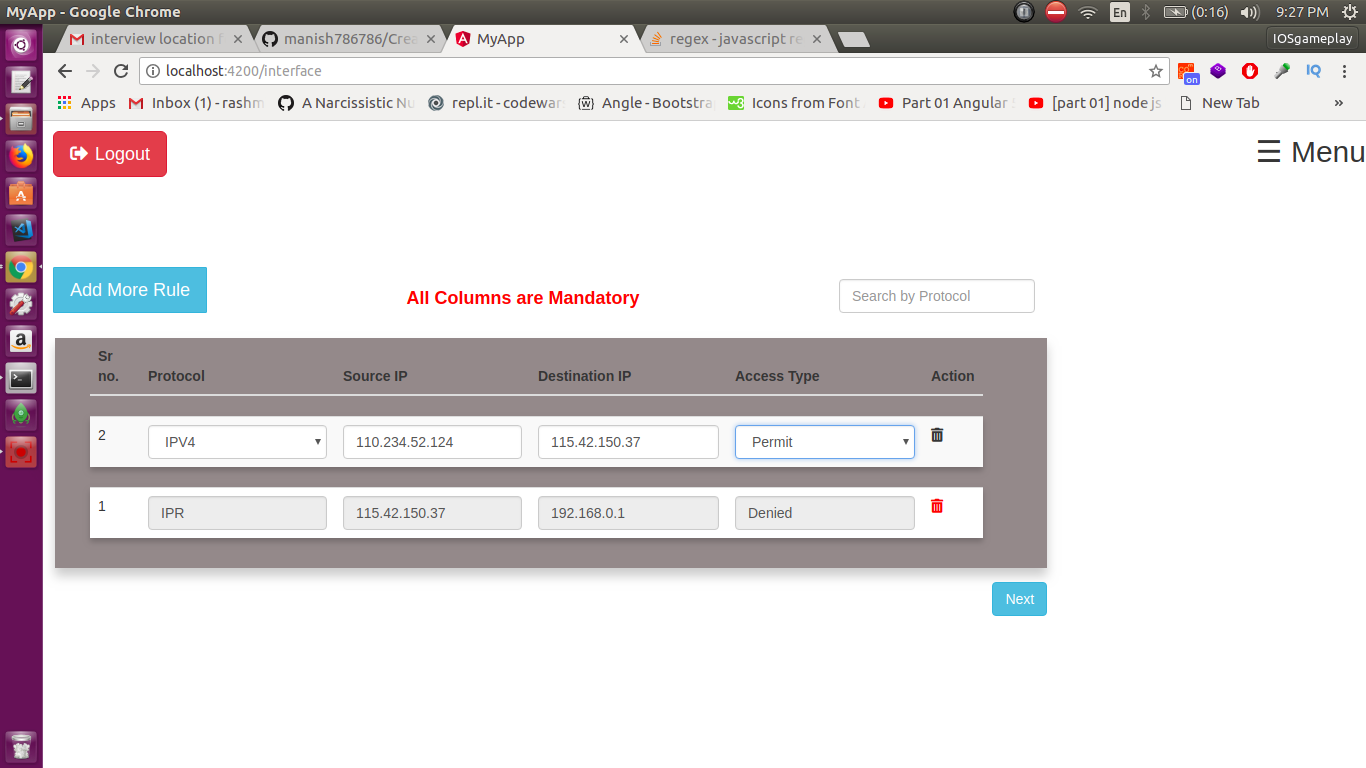 MyApp - Google Chrome
En (0:16) 9:27 PM
interview location manish786786/Crea MyApp regex - javascript re IOSgameplay
localhost:4200/interface
on IQ
Apps Inbox (1) - rashm A Narcissistic Nu repl.it - codewar Angle - Bootstra Icons from Font Part 01 Angular [part 01] node js New Tab »
Logout ☰ Menu
Add More Rule All Columns are Mandatory Search by Protocol
Sr
no. Protocol Source IP Destination IP Access Type Action
2 IPV4 110.234.52.124 115.42.150.37 Permit
1 IPR 115.42.150.37 192.168.0.1 Denied
Next